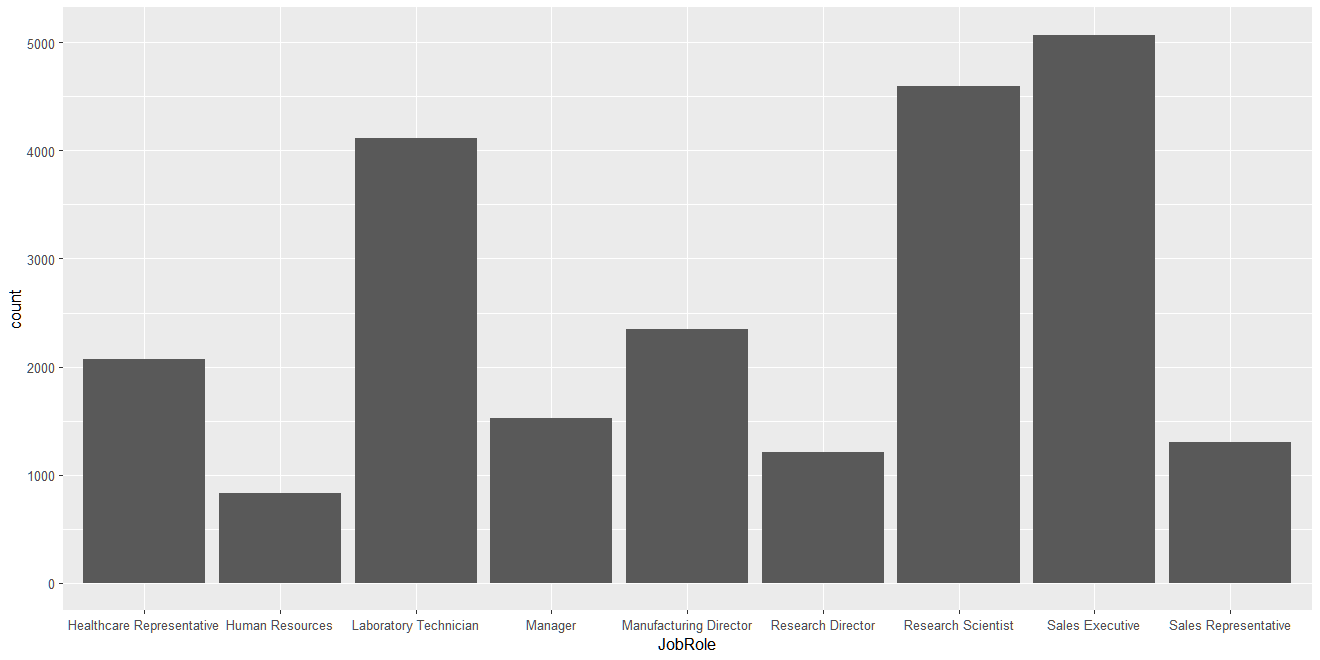 5000
4000
3000
2000
1000
0
count
Healthcare Representative Human Resources Laboratory Technician Manager Manufacturing Director Research Director Research Scientist Sales Executive Sales Representative
JobRole